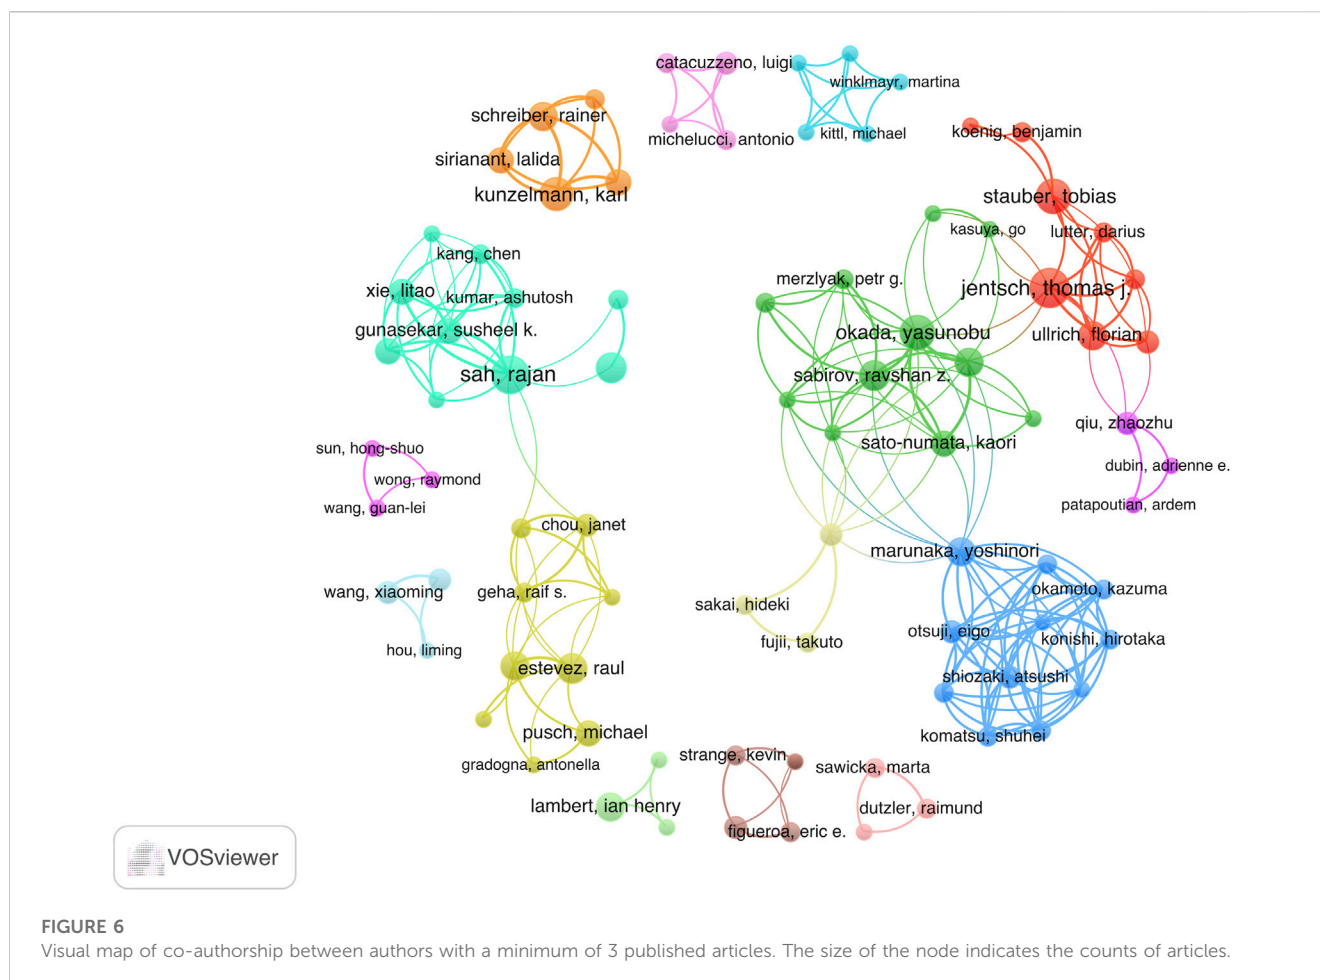 catacuzzeno, luigi
winklmayr, martina
schreiber, rainer
koenig, benjamin
michelucci, antonio
kittl, michael
sirianant, lalida
kunzelmann, karl
stauber, tobias
kasuya, go
lutter, darius
kang, chen
merzlyak, petr g.
xie, litao
kumar, ashutosh
jentsch, thomas j.
gunasekar, susheel k.
okada, yasunobu
ullrich, florian
sah, rajan
sabirov, ravshan z.
qiu, zhaozhu
sun, hong-shuo
sato-numata, kaori
wong, raymond
dubin, adrienne e.
wang, guan-lei
patapoutian, ardem
chou, janet
marunaka, yoshinori
wang, xiaoming
geha, raif s.
okamoto, kazuma
sakai, hideki
otsuji, eigo
konishi, hirotaka
hou, liming
fujii, takuto
estevez, raul
shiozaki, atsushi
pusch, michael
komatsu, shuhei
gradogna, antonella
strange, kevin
sawicka, marta
lambert, ian henry
dutzler, raimund
figueroa, eric e.
VOSviewer
FIGURE 6
Visual map of co-authorship between authors with a minimum of 3 published articles. The size of the node indicates the counts of articles.